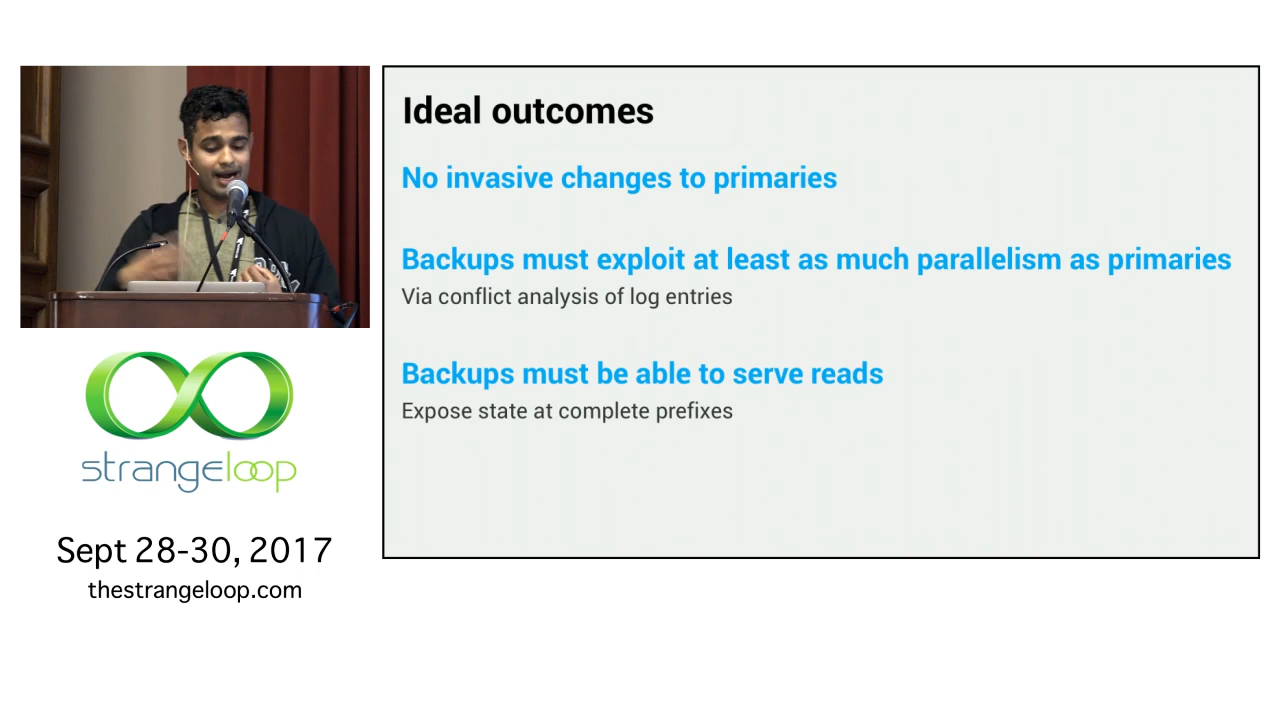 Ideal outcomes
No invasive changes to primaries
Backups must exploit at least as much parallelism as primaries
Via conflict analysis of log entries
Backups must be able to serve reads
Expose state at complete prefixes
strangeloop
Sept 28-30, 2017
thestrangeloop.com